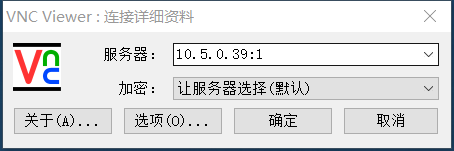 VNC Viewer : 连接详细资料
VNC
服务器： 10.5.0.39:1
加密： 让服务器选择(默认)
关于(A)... 选项(O)... 确定 取消